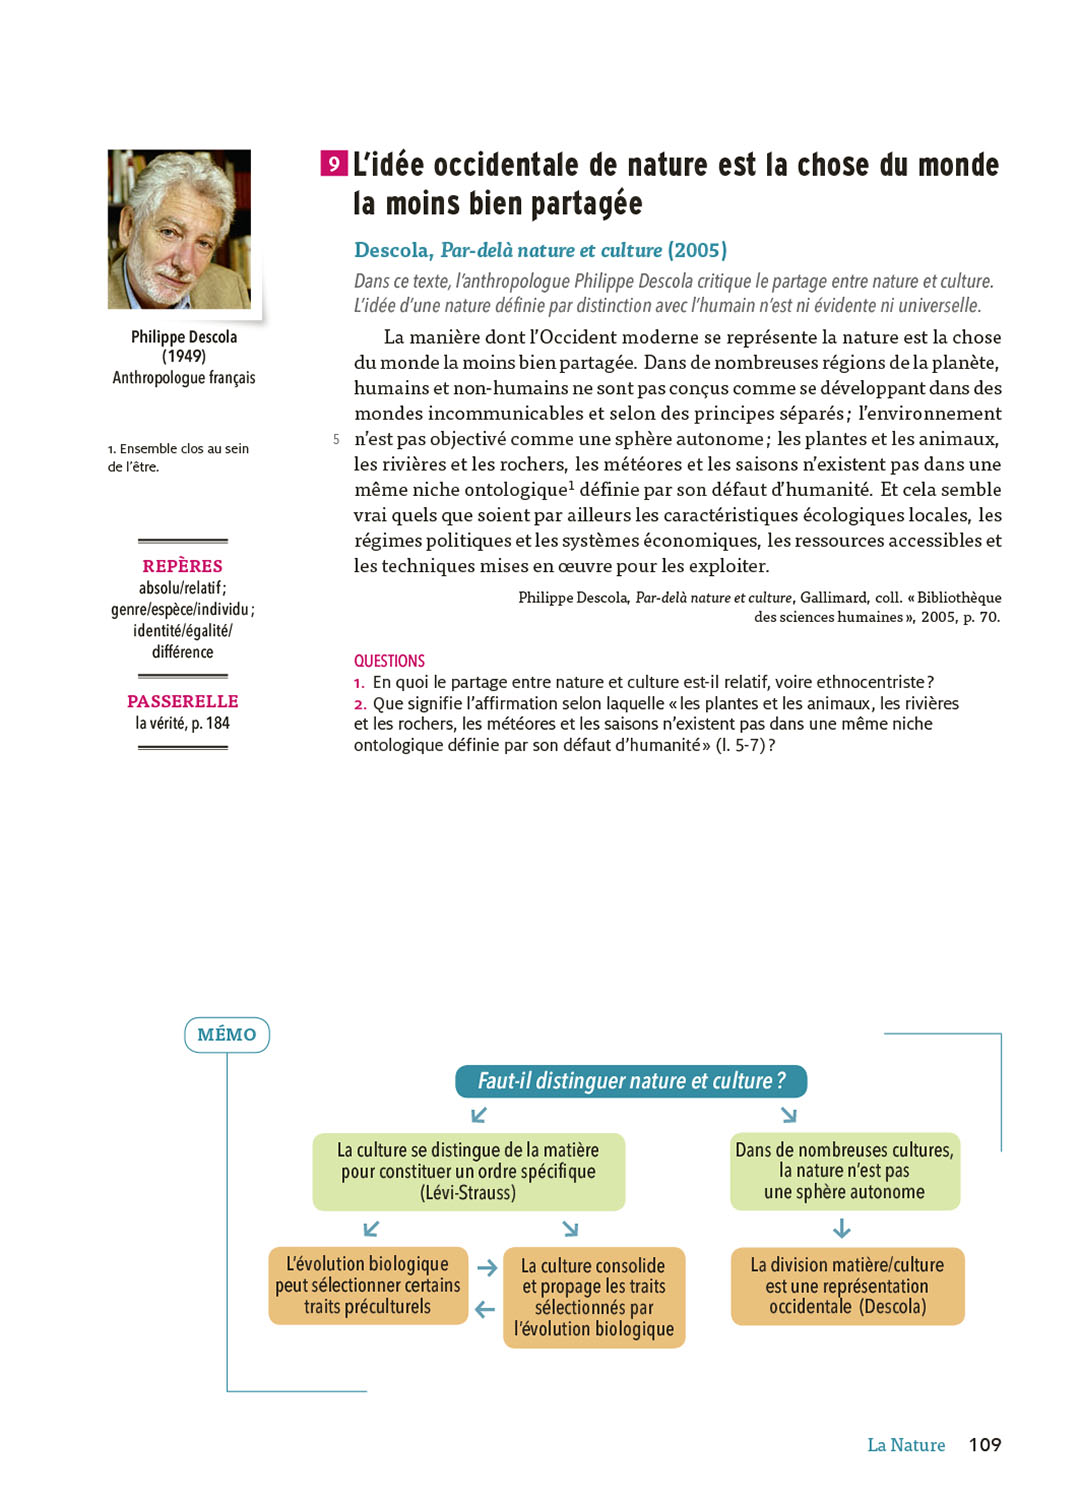 9 L'idée occidentale de nature est la chose du monde
la moins bien partagée
Descola, Par-delà nature et culture (2005)
Dans ce texte, l'anthropologue Philippe Descola critique le partage entre nature et culture.
L'idée d'une nature définie par distinction avec l'humain n'est ni évidente ni universelle.
Philippe Descola
(1949)
Anthropologue français
1. Ensemble clos au sein
de l'être.
REPÈRES
absolu/relatif ;
genre/espèce/individu ;
identité/égalité/
différence
PASSERELLE
la vérité, p. 184
La manière dont l'Occident moderne se représente la nature est la chose
du monde la moins bien partagée. Dans de nombreuses régions de la planète,
humains et non-humains ne sont pas conçus comme se développant dans des
mondes incommunicables et selon des principes séparés ; l'environnement
5 n'est pas objectivé comme une sphère autonome ; les plantes et les animaux,
les rivières et les rochers, les météores et les saisons n'existent pas dans une
même niche ontologique1 définie par son défaut d'humanité. Et cela semble
vrai quels que soient par ailleurs les caractéristiques écologiques locales, les
régimes politiques et les systèmes économiques, les ressources accessibles et
les techniques mises en œuvre pour les exploiter.
Philippe Descola, Par-delà nature et culture, Gallimard, coll. « Bibliothèque
des sciences humaines », 2005, p. 70.
QUESTIONS
1. En quoi le partage entre nature et culture est-il relatif, voire ethnocentriste ?
2. Que signifie l'affirmation selon laquelle « les plantes et les animaux, les rivières
et les rochers, les météores et les saisons n'existent pas dans une même niche
ontologique définie par son défaut d'humanité » (l. 5-7) ?
MÉMO
Faut-il distinguer nature et culture ?
La culture se distingue de la matière
pour constituer un ordre spécifique
(Lévi-Strauss)
Dans de nombreuses cultures,
la nature n'est pas
une sphère autonome
L'évolution biologique
peut sélectionner certains
traits préculturels
La culture consolide
et propage les traits
sélectionnés par
l'évolution biologique
La division matière/culture
est une représentation
occidentale (Descola)
La Nature 109